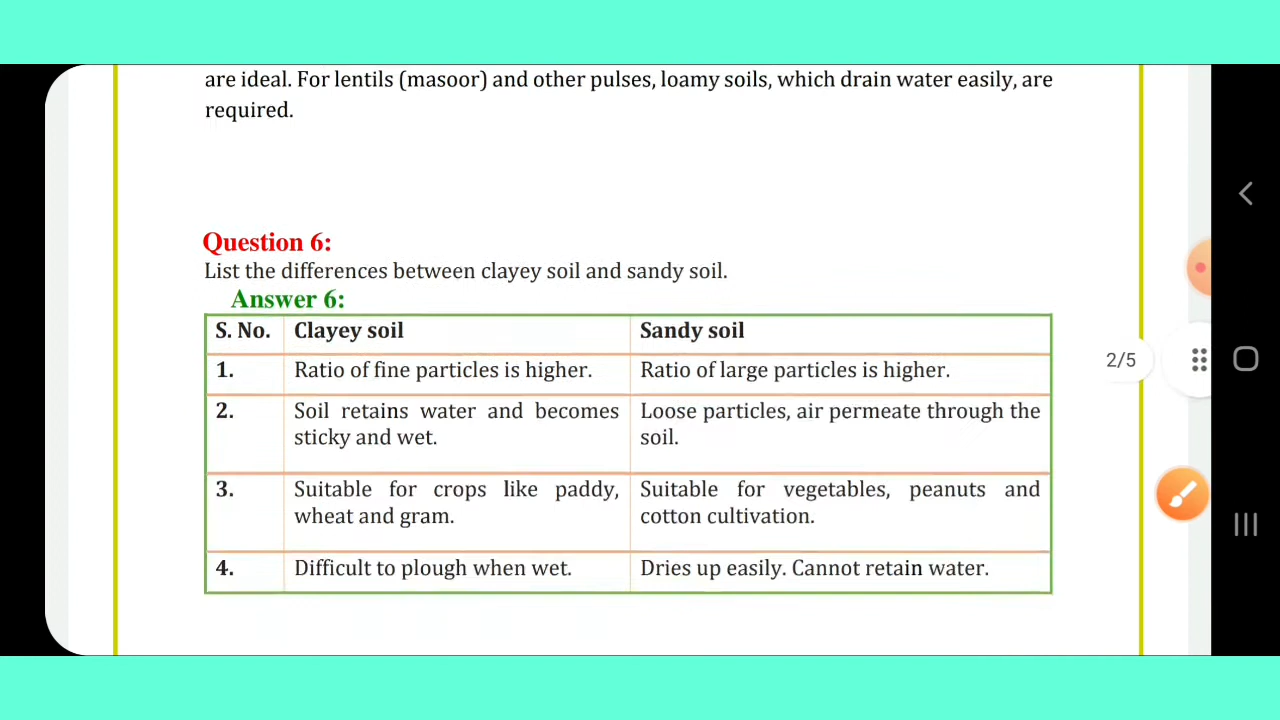 are ideal. For lentils (masoor) and other pulses, loamy soils, which drain water easily, are
required.
Question 6:
List the differences between clayey soil and sandy soil.
Answer 6:
S. No. Clayey soil Sandy soil
1. Ratio of fine particles is higher. Ratio of large particles is higher.
2. Soil retains water and becomes Loose particles, air permeate through the
sticky and wet. soil.
3. Suitable for crops like paddy, Suitable for vegetables, peanuts and
wheat and gram. cotton cultivation.
4. Difficult to plough when wet. Dries up easily. Cannot retain water.
2/5